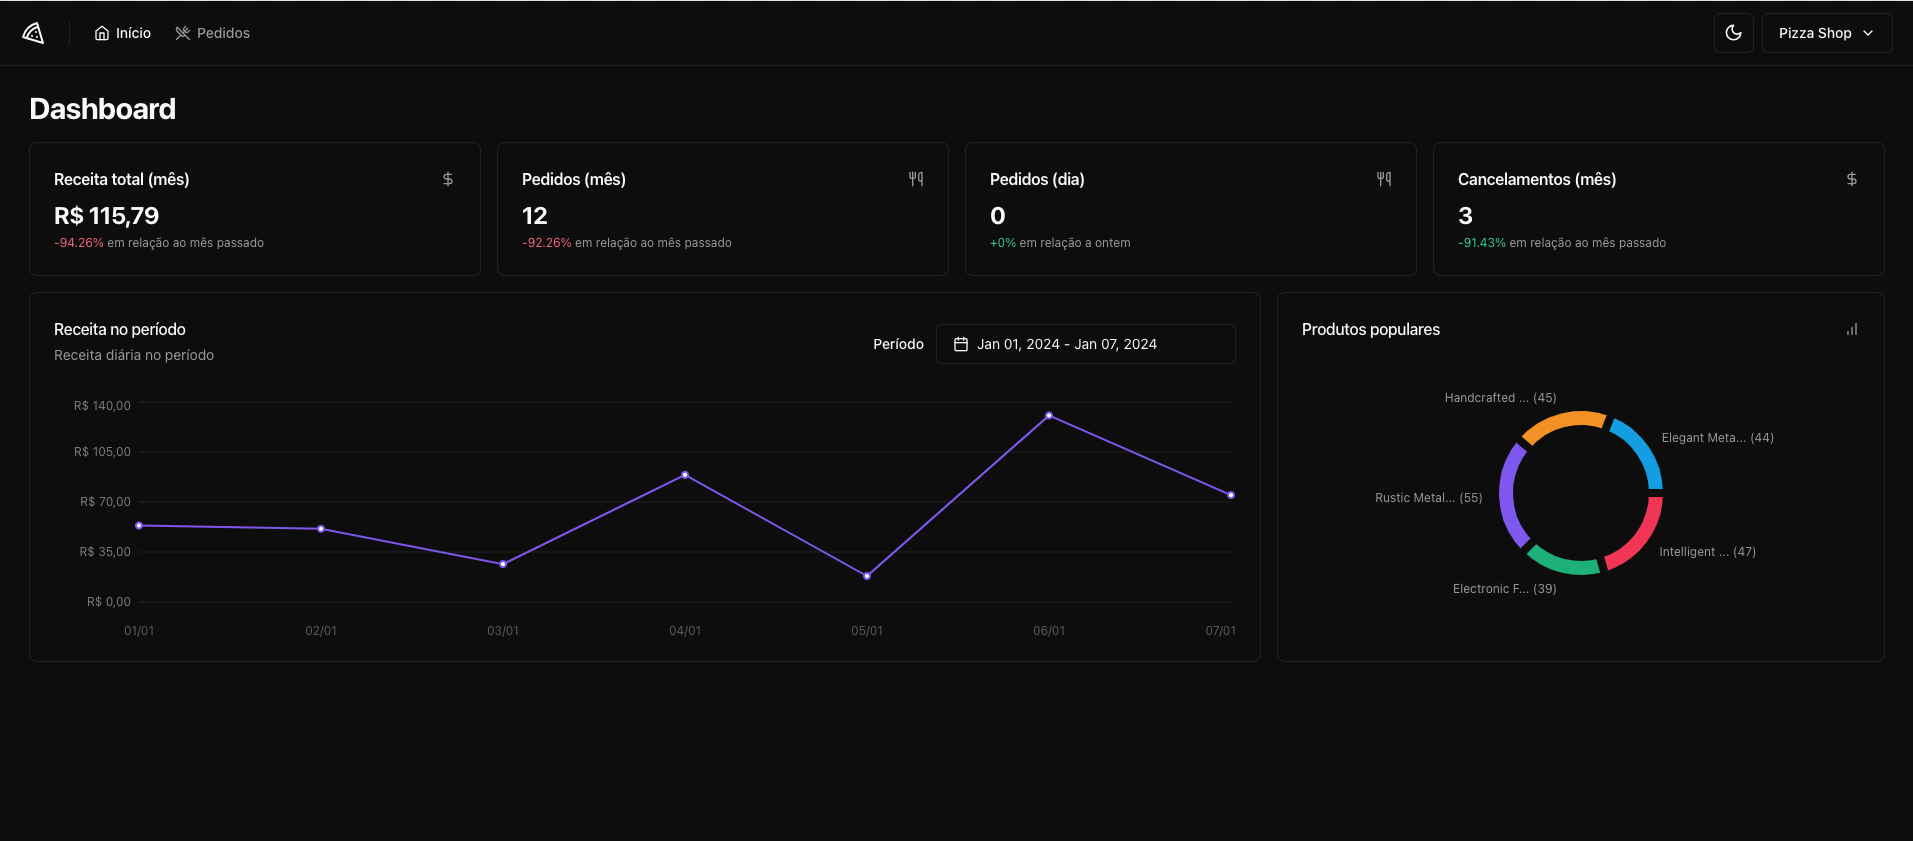 Início
Pedidos
Pizza Shop
Dashboard
Receita total (mês)
$
R$ 115,79
-94.26% em relação ao mês passado
Pedidos (mês)
12
-92.26% em relação ao mês passado
Pedidos (dia)
0
+0% em relação a ontem
Cancelamentos (mês)
$
3
-91.43% em relação ao mês passado
Receita no período
Receita diária no período
Período
Jan 01, 2024 - Jan 07, 2024
R$ 140,00
R$ 105,00
R$ 70,00
R$ 35,00
R$ 0,00
01/01
02/01
03/01
04/01
05/01
06/01
07/01
Produtos populares
Handcrafted ... (45)
Elegant Meta... (44)
Rustic Metal... (55)
Intelligent ... (47)
Electronic F... (39)